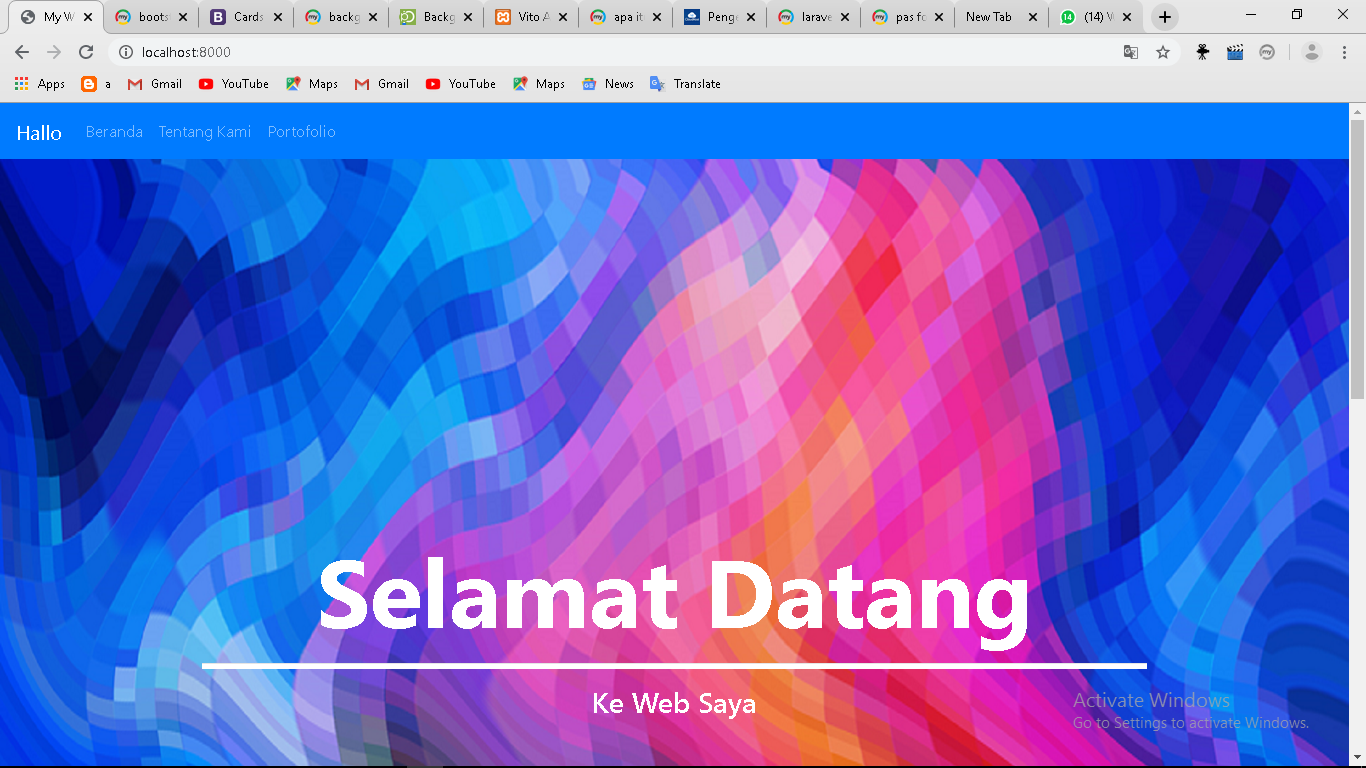 My W
boots
Cards
backg
Backg
Vito A
apa it
Penge
larave
pas fo
New Tab
14
(14) W
localhost:8000
Apps
a
Gmail
YouTube
Maps
Gmail
YouTube
Maps
News
Translate
Hallo
Beranda
Tentang Kami
Portofolio
Selamat Datang
Ke Web Saya
Activate Windows
Go to Settings to activate Windows.